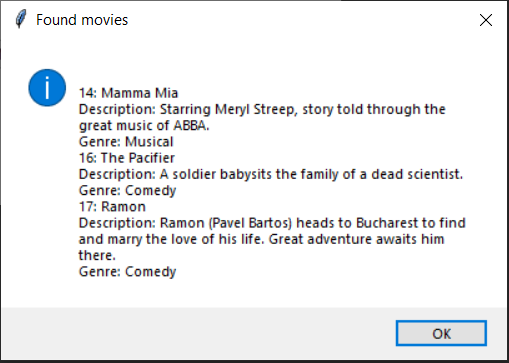 Found movies
14: Mamma Mia
Description: Starring Meryl Streep, story told through the
great music of ABBA.
Genre: Musical
16: The Pacifier
Description: A soldier babysits the family of a dead scientist.
Genre: Comedy
17: Ramon
Description: Ramon (Pavel Bartos) heads to Bucharest to find
and marry the love of his life. Great adventure awaits him
there.
Genre: Comedy
OK